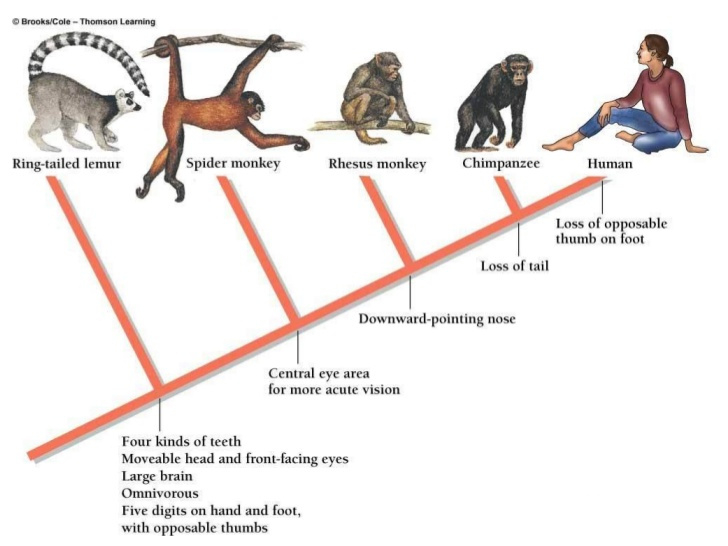 © Brooks/Cole – Thomson Learning
Ring-tailed lemur
Spider monkey
Rhesus monkey
Chimpanzee
Human
Loss of opposable
thumb on foot
Loss of tail
Downward-pointing nose
Central eye area
for more acute vision
Four kinds of teeth
Moveable head and front-facing eyes
Large brain
Omnivorous
Five digits on hand and foot,
with opposable thumbs